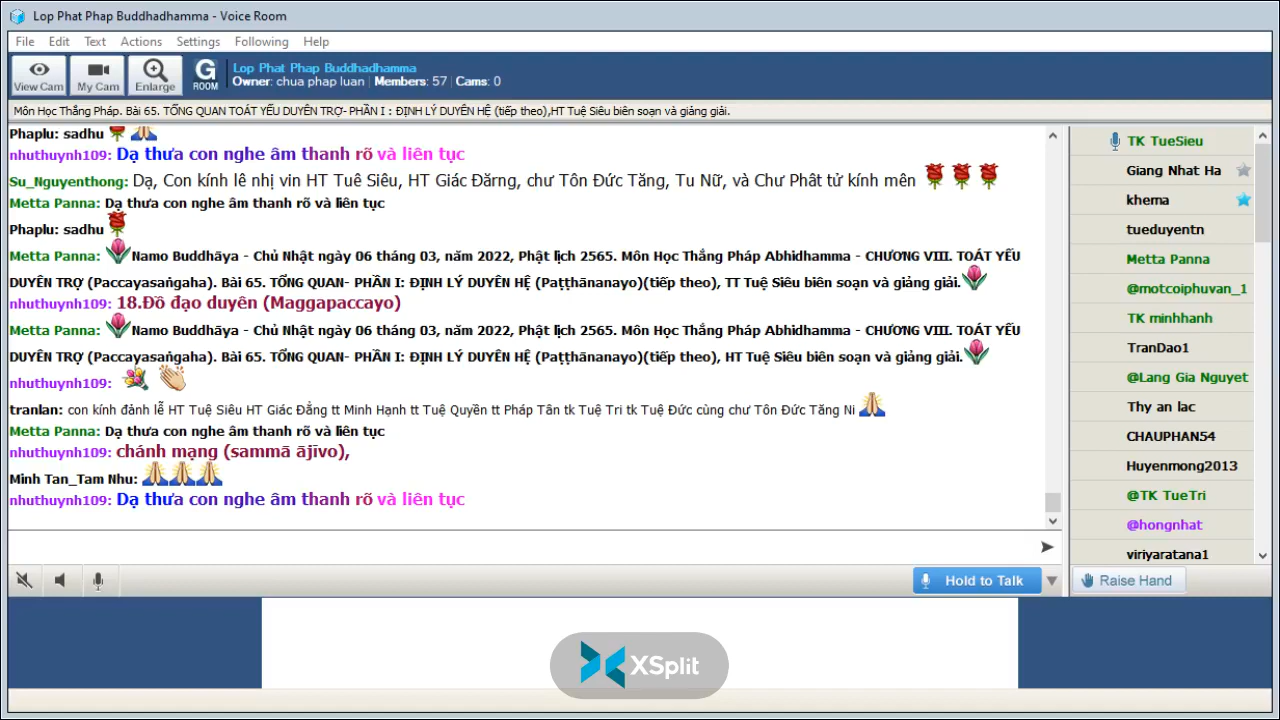 Lop Phat Phap Buddhadhamma - Voice Room
File Edit Text Actions Settings Following Help
View Cam My Cam Enlarge G ROOM
Lop Phat Phap Buddhadhamma
Owner: chua phap luan | Members: 57 | Cams: 0
Môn Học Thắng Pháp. Bài 65. TỔNG QUAN TOÁT YẾU DUYÊN TRỢ- PHẦN I : ĐỊNH LÝ DUYÊN HỆ (tiếp theo),HT Tuệ Siêu biên soạn và giảng giải.
Phaplu: sadhu
nhuthuynh109: Dạ thưa con nghe âm thanh rõ và liên tục
Su_Nguyenthong: Dạ, Con kính lê thị vin HT Tuê Siêu, HT Giác Đărng, chư Tôn Đức Tăng, Tu Nữ, và Chư Phât tử kính mên
Metta Panna: Dạ thưa con nghe âm thanh rõ và liên tục
Phaplu: sadhu
Metta Panna: Namo Buddhāya - Chủ Nhật ngày 06 tháng 03, năm 2022, Phật lịch 2565. Môn Học Thắng Pháp Abhidhamma - CHƯƠNG VIII. TOÁT YẾU
DUYÊN TRỢ (Paccayasaṅgaha). Bài 65. TỔNG QUAN- PHẦN I: ĐỊNH LÝ DUYÊN HỆ (Paṭṭhānanayo)(tiếp theo), TT Tuệ Siêu biên soạn và giảng giải.
nhuthuynh109: 18.Đồ đạo duyên (Maggapaccayo)
Metta Panna: Namo Buddhāya - Chủ Nhật ngày 06 tháng 03, năm 2022, Phật lịch 2565. Môn Học Thắng Pháp Abhidhamma - CHƯƠNG VIII. TOÁT YẾU
DUYÊN TRỢ (Paccayasaṅgaha). Bài 65. TỔNG QUAN- PHẦN I: ĐỊNH LÝ DUYÊN HỆ (Paṭṭhānanayo)(tiếp theo), HT Tuệ Siêu biên soạn và giảng giải.
nhuthuynh109:
tranlan: con kính đảnh lễ HT Tuệ Siêu HT Giác Đẳng tt Minh Hạnh tt Tuệ Quyền tt Pháp Tân tk Tuệ Tri tk Tuệ Đức cùng chư Tôn Đức Tăng Ni
Metta Panna: Dạ thưa con nghe âm thanh rõ và liên tục
nhuthuynh109: chánh mạng (sammā ājīvo),
Minh Tan_Tam Nhu:
nhuthuynh109: Dạ thưa con nghe âm thanh rõ và liên tục
Hold to Talk
TK TueSieu
Giang Nhat Ha
khema
tueduyentn
Metta Panna
@motcoiphuvan_1
TK minhhanh
TranDao1
@Lang Gia Nguyet
Thy an lac
CHAUPHAN54
Huyenmong2013
@TK TueTri
@hongnhat
viriyaratana1
Raise Hand
XSplit